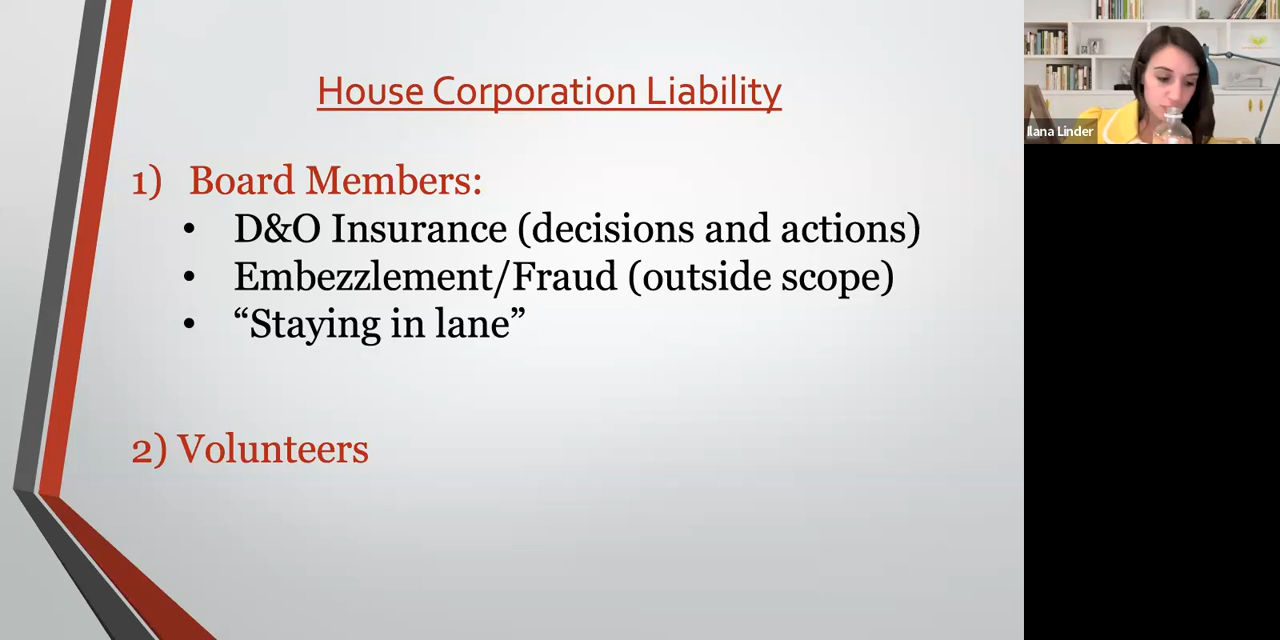 House Corporation Liability
1) Board Members:
• D&O Insurance (decisions and actions)
• Embezzlement/Fraud (outside scope)
• “Staying in lane”
2) Volunteers
Ilana Linder